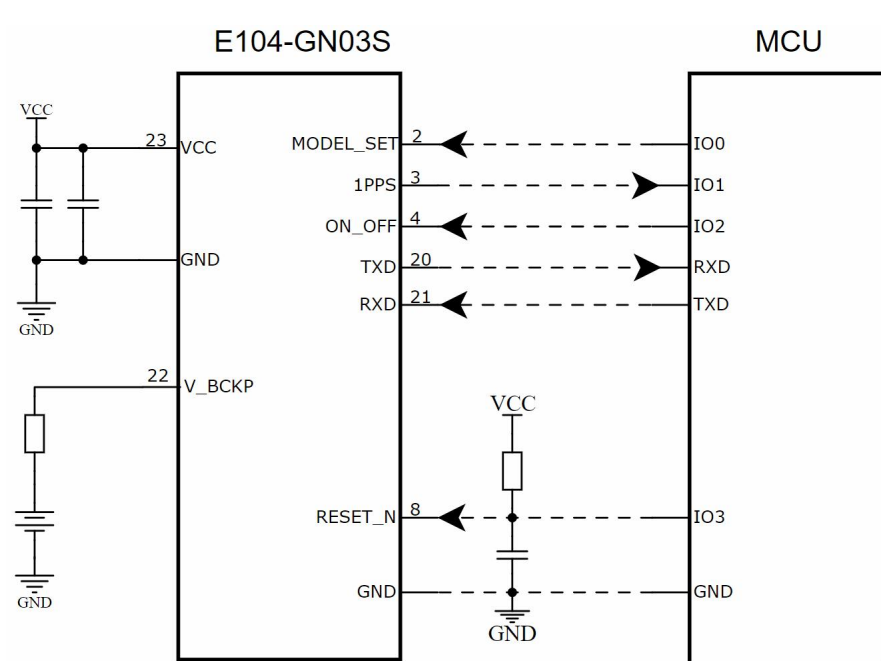 E104-GN03S MCU
VCC
23 VCC MODEL_SET 2 IO0
1PPS 3 IO1
ON_OFF 4 IO2
GND TXD 20 RXD
RXD 21 TXD
GND
22 V_BCKP
VCC
RESET_N 8 IO3
GND GND GND
GND